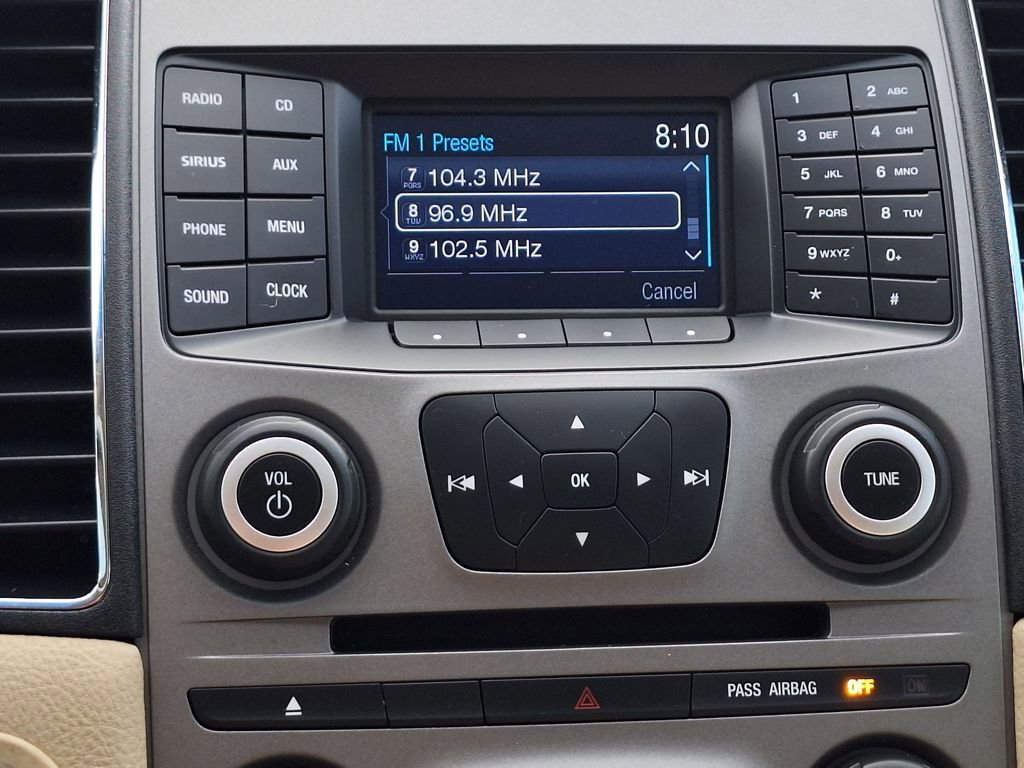 RADIO
CD
SIRIUS
AUX
PHONE
MENU
SOUND
CLOCK
FM 1 Presets
8:10
7 PQRS 104.3 MHz
8 TUV 96.9 MHz
9 WXYZ 102.5 MHz
Cancel
1
2 ABC
3 DEF
4 GHI
5 JKL
6 MNO
7 PQRS
8 TUV
9 WXYZ
0+
*
#
VOL
OK
TUNE
PASS AIRBAG OFF ON